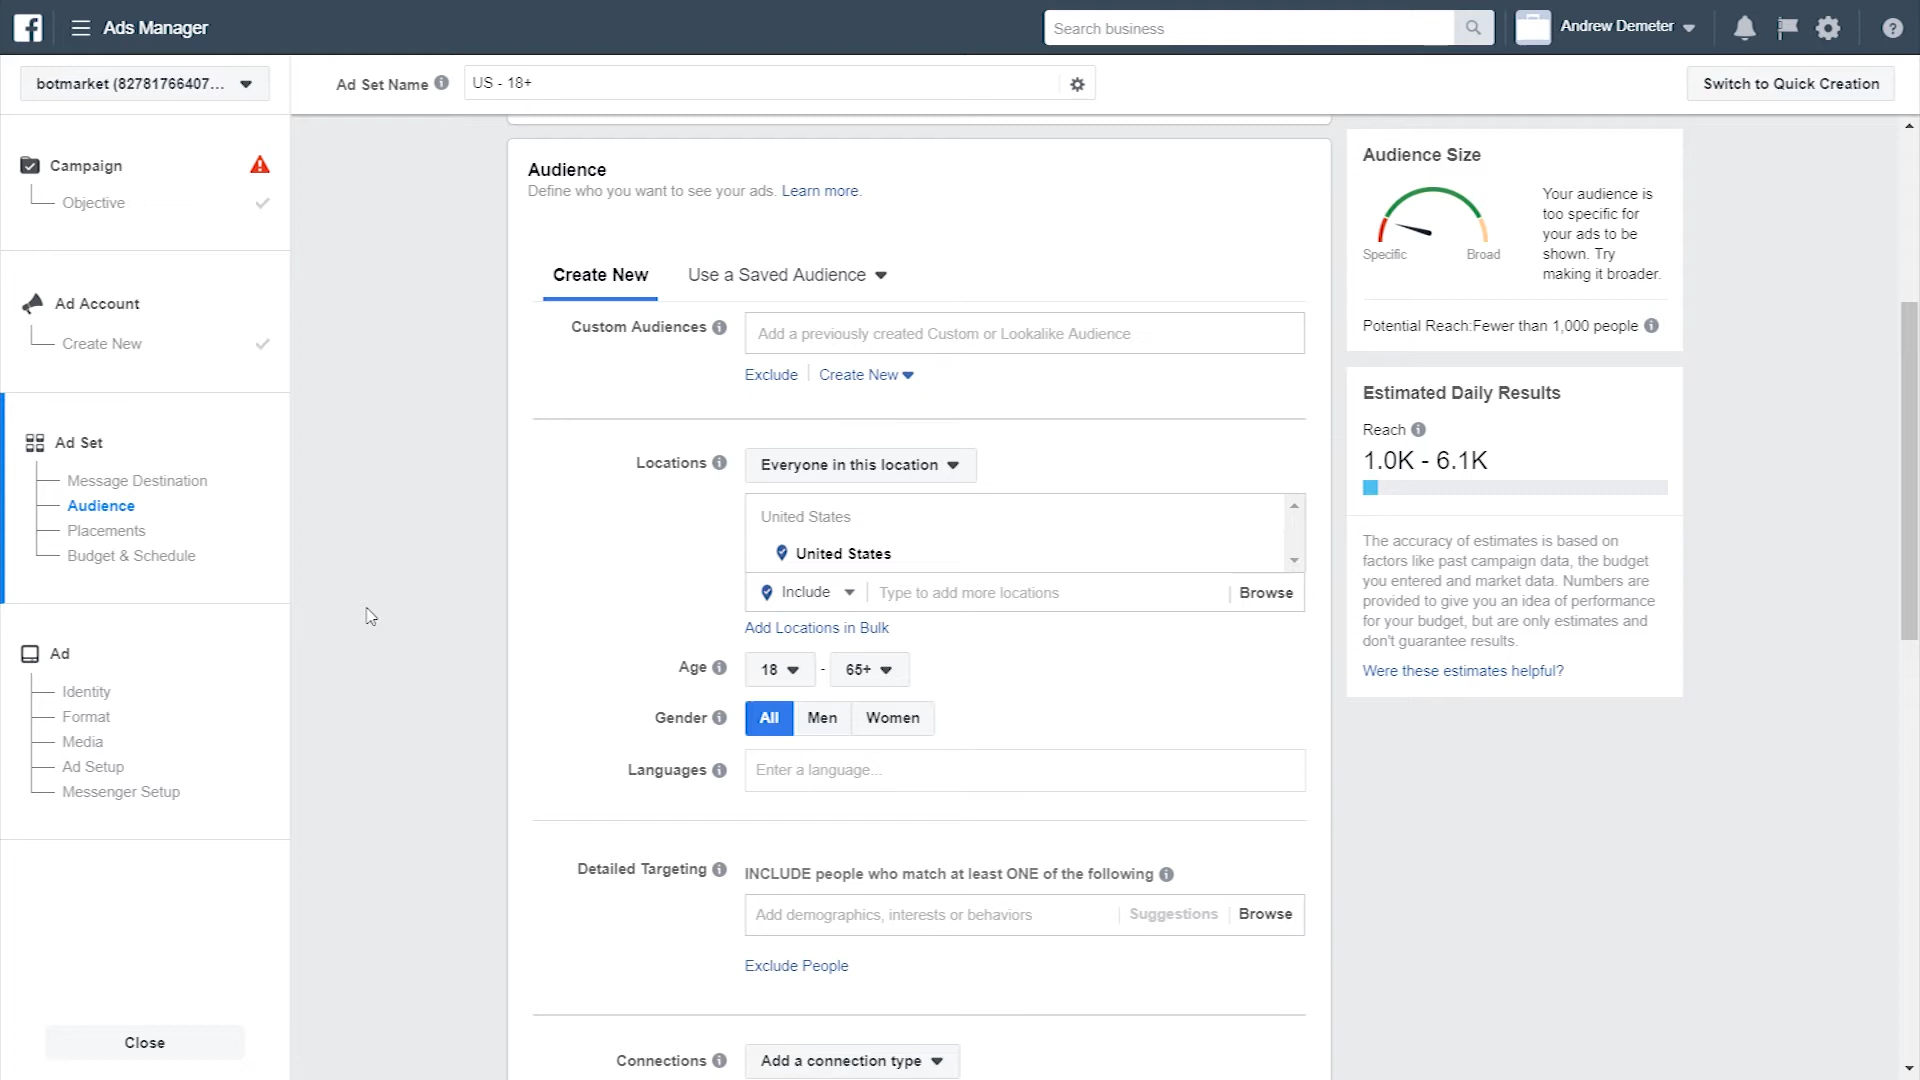 Ads Manager
Search business
Andrew Demeter
botmarket (82781766407...
Ad Set Name
US - 18+
Switch to Quick Creation
Campaign
Objective
Ad Account
Create New
Ad Set
Message Destination
Audience
Placements
Budget & Schedule
Ad
Identity
Format
Media
Ad Setup
Messenger Setup
Close
Audience
Define who you want to see your ads. Learn more.
Create New
Use a Saved Audience
Custom Audiences
Add a previously created Custom or Lookalike Audience
Exclude
Create New
Locations
Everyone in this location
United States
United States
Include
Type to add more locations
Browse
Add Locations in Bulk
Age
18
-
65+
Gender
All
Men
Women
Languages
Enter a language...
Detailed Targeting
INCLUDE people who match at least ONE of the following
Add demographics, interests or behaviors
Suggestions
Browse
Exclude People
Connections
Add a connection type
Audience Size
Specific
Broad
Your audience is
too specific for
your ads to be
shown. Try
making it broader.
Potential Reach:Fewer than 1,000 people
Estimated Daily Results
Reach
1.0K - 6.1K
The accuracy of estimates is based on
factors like past campaign data, the budget
you entered and market data. Numbers are
provided to give you an idea of performance
for your budget, but are only estimates and
don't guarantee results.
Were these estimates helpful?